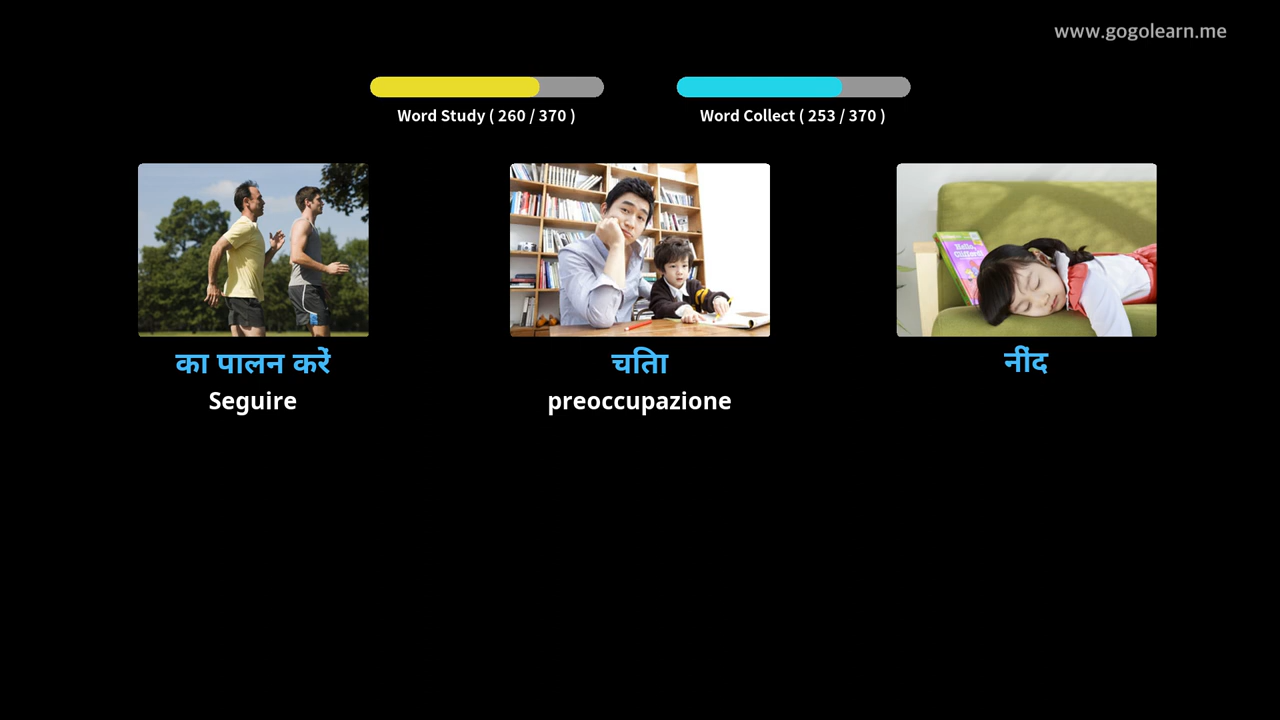 www.gogolearn.me
Word Study ( 260 / 370 )
Word Collect ( 253 / 370 )
का पालन करें
चिंता
नींद
Seguire
preoccupazione